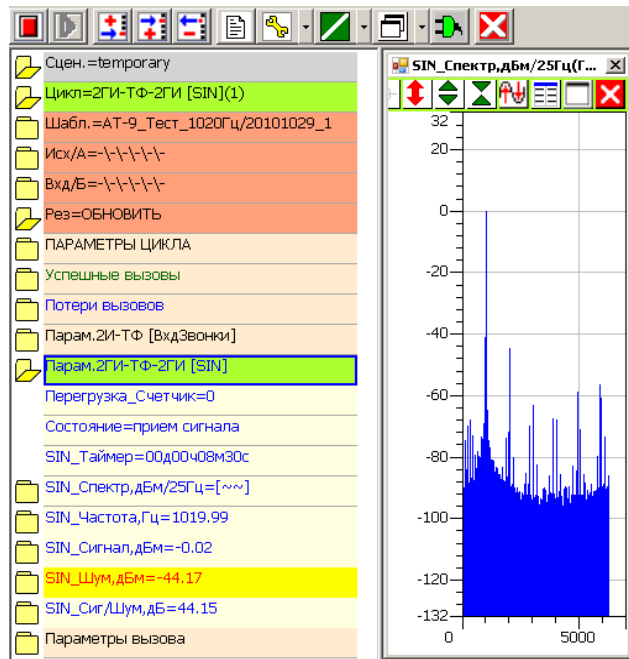 Сцен.=temporary
Цикл=2ГИ-ТФ-2ГИ [SIN](1)
Шабл.=АТ-9_Тест_1020Гц/20101029_1
Исх/А=-\-\-\-\-\-
Вхд/Б=-\-\-\-\-\-
Рез=ОБНОВИТЬ
ПАРАМЕТРЫ ЦИКЛА
Успешные вызовы
Потери вызовов
Парам.2И-ТФ [ВхдЗвонки]
Парам.2ГИ-ТФ-2ГИ [SIN]
Перегрузка_Счетчик=0
Состояние=прием сигнала
SIN_Таймер=00д00ч08м30с
SIN_Спектр,дБм/25Гц=[~~]
SIN_Частота,Гц=1019.99
SIN_Сигнал,дБм=-0.02
SIN_Шум,дБм=-44.17
SIN_Сиг/Шум,дБ=44.15
Параметры вызова
SIN_Спектр,дБм/25Гц(Г...
32
20
0
-20
-40
-60
-80
-100
-120
-132
0 5000